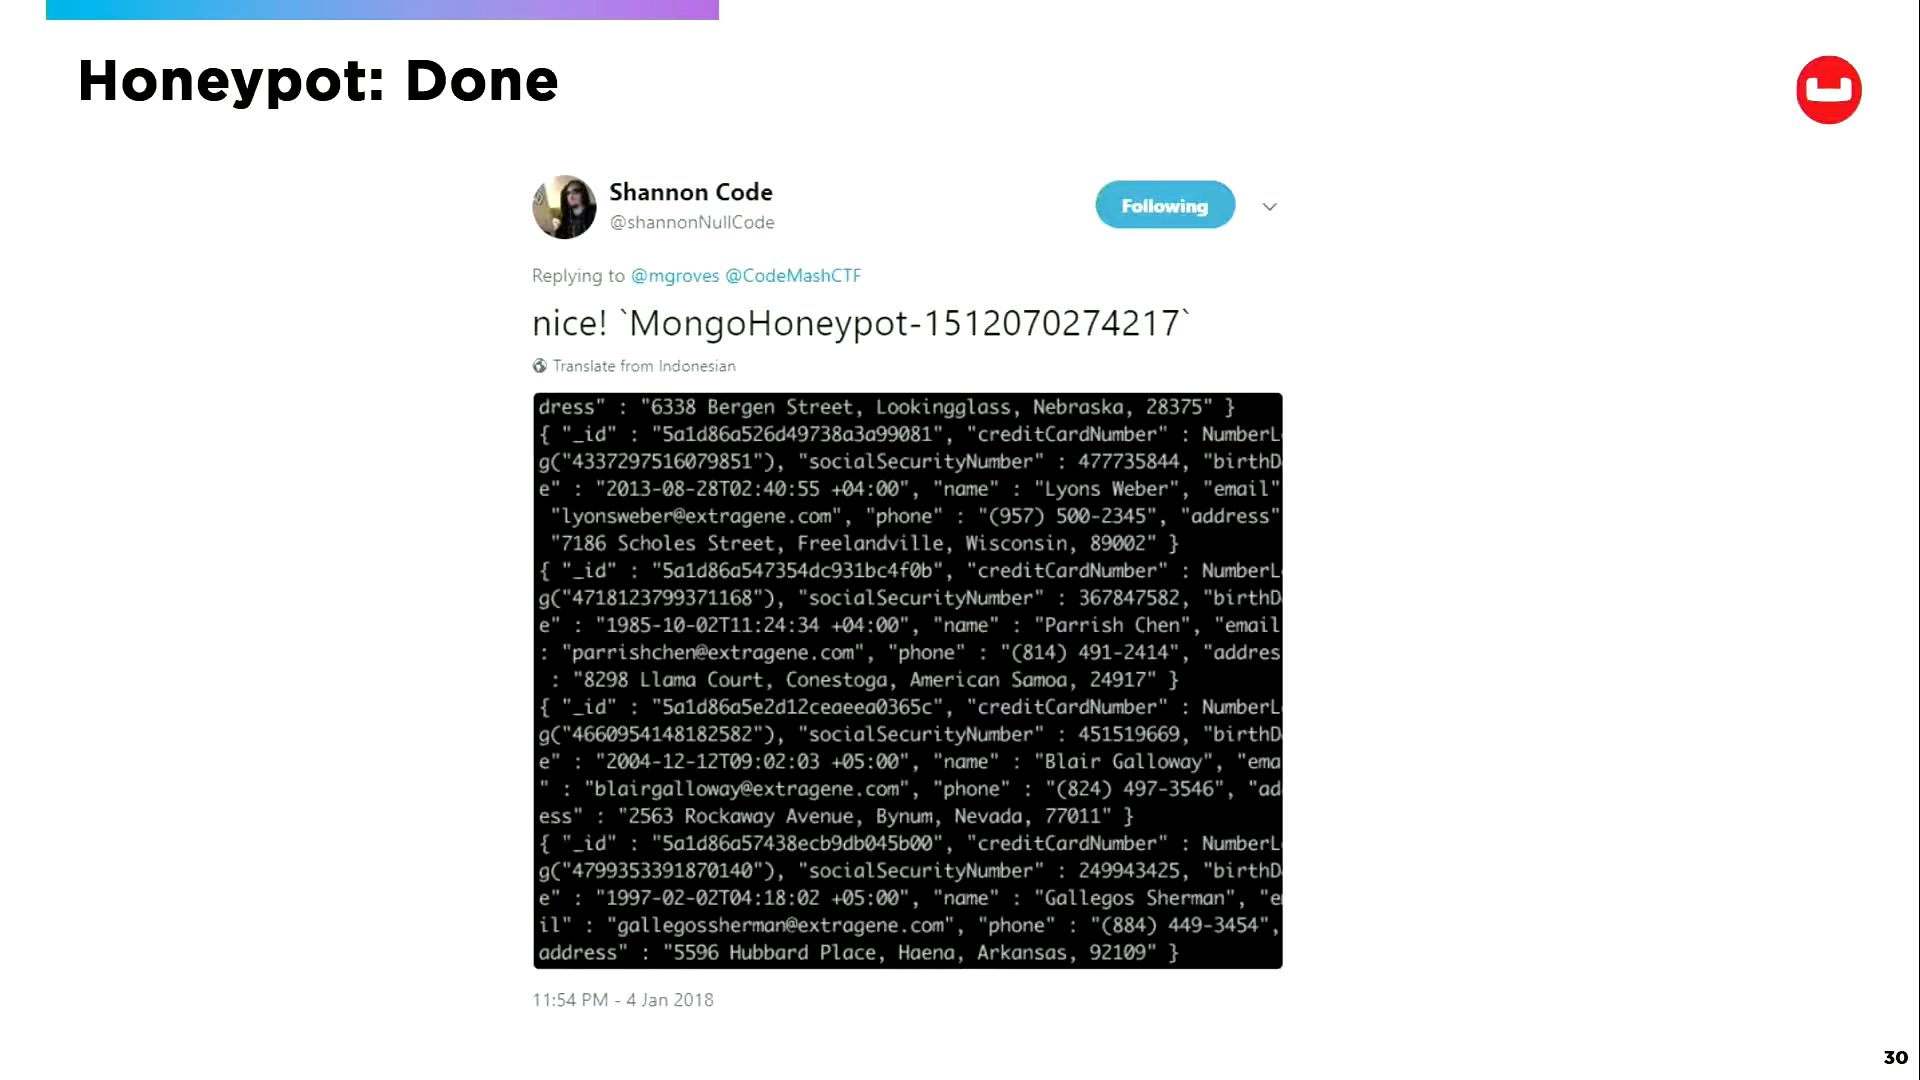 Honeypot: Done
Shannon Code
@shannonNullCode
Following
Replying to @mgroves @CodeMashCTF
nice! `MongoHoneypot-1512070274217`
Translate from Indonesian
dress" : "6338 Bergen Street, Lookingglass, Nebraska, 28375" }
{ "_id" : "5a1d86a526d49738a3a99081", "creditCardNumber" : NumberL
g("4337297516079851"), "socialSecurityNumber" : 477735844, "birthD
e" : "2013-08-28T02:40:55 +04:00", "name" : "Lyons Weber", "email"
"lyonsweber@extragene.com", "phone" : "(957) 500-2345", "address"
"7186 Scholes Street, Freelandville, Wisconsin, 89002" }
{ "_id" : "5a1d86a547354dc931bc4f0b", "creditCardNumber" : NumberL
g("4718123799371168"), "socialSecurityNumber" : 367847582, "birthD
e" : "1985-10-02T11:24:34 +04:00", "name" : "Parrish Chen", "email
: "parrishchen@extragene.com", "phone" : "(814) 491-2414", "addres
: "8298 Llama Court, Conestoga, American Samoa, 24917" }
{ "_id" : "5a1d86a5e2d12ceaeea0365c", "creditCardNumber" : NumberL
g("4660954148182582"), "socialSecurityNumber" : 451519669, "birthD
e" : "2004-12-12T09:02:03 +05:00", "name" : "Blair Galloway", "ema
" : "blairgalloway@extragene.com", "phone" : "(824) 497-3546", "ad
ess" : "2563 Rockaway Avenue, Bynum, Nevada, 77011" }
{ "_id" : "5a1d86a57438ecb9db045b00", "creditCardNumber" : NumberL
g("4799353391870140"), "socialSecurityNumber" : 249943425, "birthD
e" : "1997-02-02T04:18:02 +05:00", "name" : "Gallegos Sherman", "e
il" : "gallegossherman@extragene.com", "phone" : "(884) 449-3454",
address" : "5596 Hubbard Place, Haena, Arkansas, 92109" }
11:54 PM - 4 Jan 2018
30